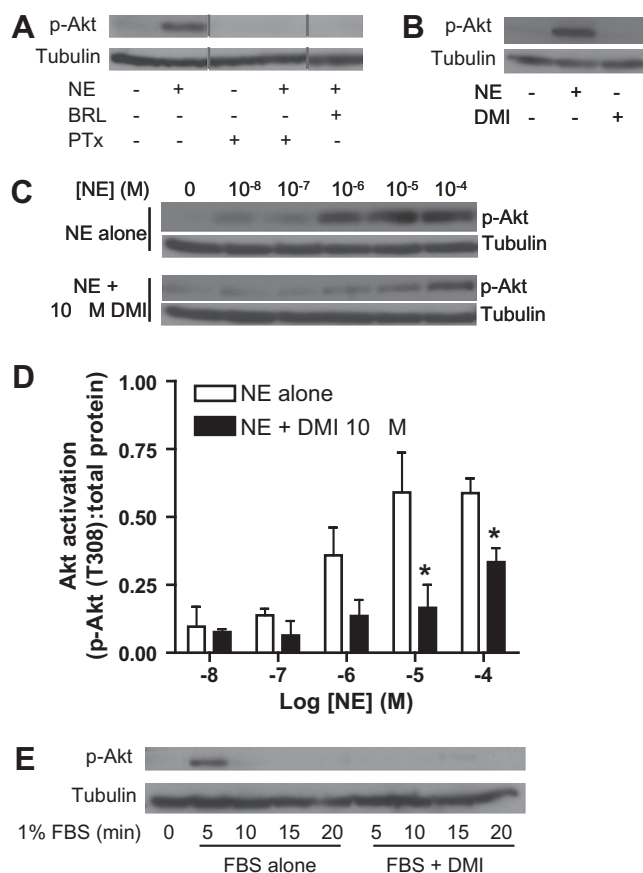 A
p-Akt
Tubulin
NE - + - + +
BRL - - - - +
PTx - - + + -
B
p-Akt
Tubulin
NE - + -
DMI - - +
C
[NE] (M) 0 10-8 10-7 10-6 10-5 10-4
NE alone
p-Akt
Tubulin
NE +
10 M DMI
p-Akt
Tubulin
D
Akt activation
(p-Akt (T308):total protein)
1.00
0.75
0.50
0.25
0.00
NE alone
NE + DMI 10 M
* *
-8 -7 -6 -5 -4
Log [NE] (M)
E
p-Akt
Tubulin
1% FBS (min) 0 5 10 15 20 5 10 15 20
FBS alone FBS + DMI